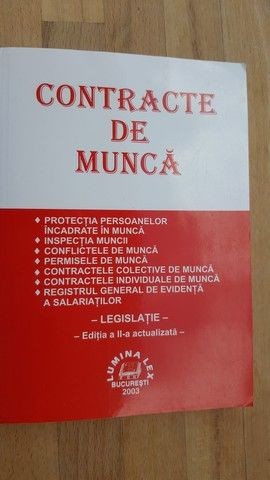 CONTRACTE
DE
MUNCĂ
♦ PROTECȚIA PERSOANELOR
ÎNCADRATE ÎN MUNCĂ
♦ INSPECȚIA MUNCII
♦ CONFLICTELE DE MUNCĂ
♦ PERMISELE DE MUNCĂ
♦ CONTRACTELE COLECTIVE DE MUNCĂ
♦ CONTRACTELE INDIVIDUALE DE MUNCĂ
♦ REGISTRUL GENERAL DE EVIDENȚĂ
A SALARIAȚILOR
– LEGISLAȚIE –
– Ediția a II-a actualizată –
LUMINA LEX
BUCUREȘTI
2003